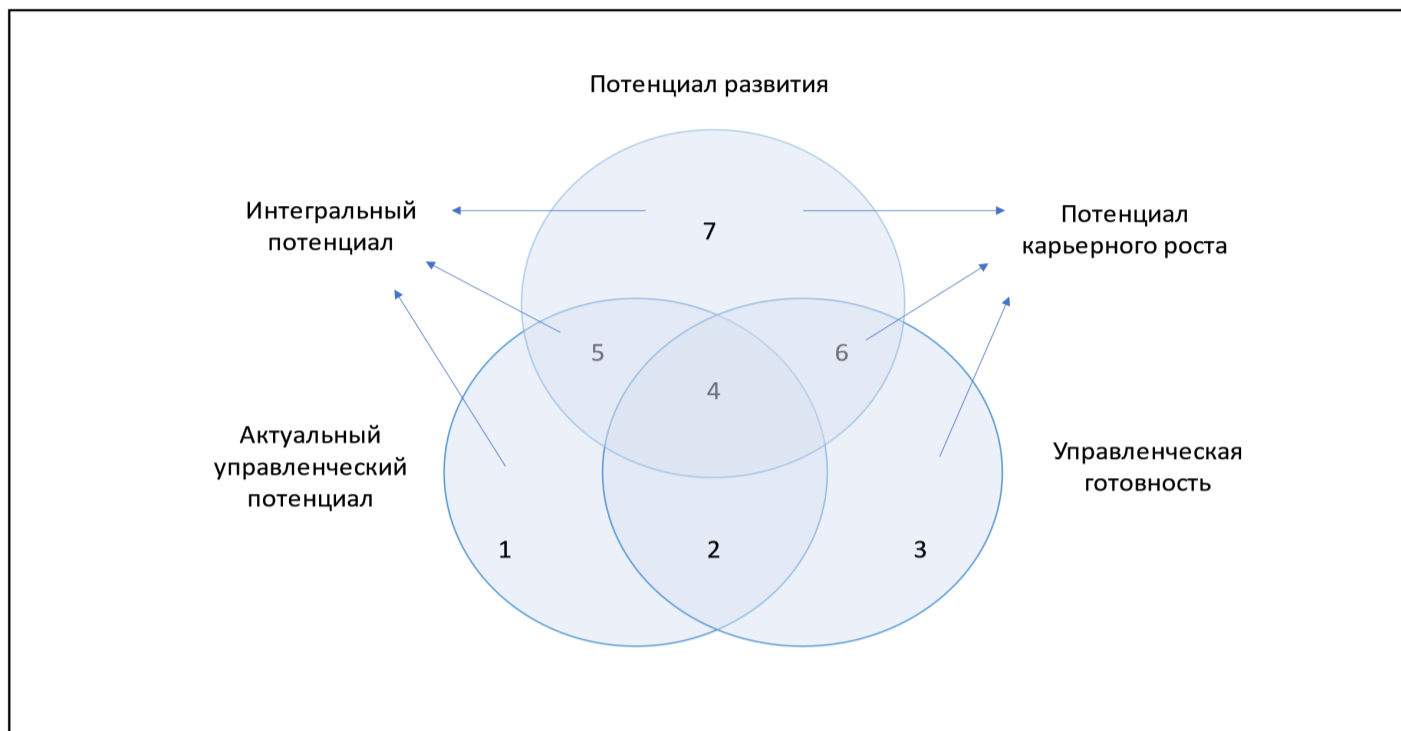 Потенциал развития
Интегральный
потенциал
7
Потенциал
карьерного роста
5
6
4
Актуальный
управленческий
потенциал
Управленческая
готовность
1
2
3